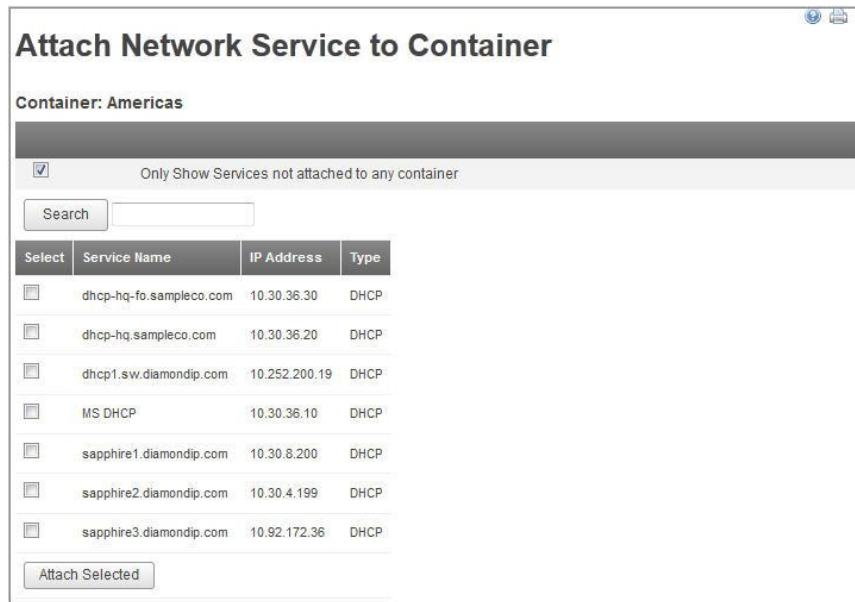 Attach Network Service to Container
Container: Americas
Only Show Services not attached to any container
Search
Select Service Name IP Address Type
dhcp-hq-fo.sampleco.com 10.30.36.30 DHCP
dhcp-hq.sampleco.com 10.30.36.20 DHCP
dhcp1.sw.diamondip.com 10.252.200.19 DHCP
MS DHCP 10.30.36.10 DHCP
sapphire1.diamondip.com 10.30.8.200 DHCP
sapphire2.diamondip.com 10.30.4.199 DHCP
sapphire3.diamondip.com 10.92.172.36 DHCP
Attach Selected